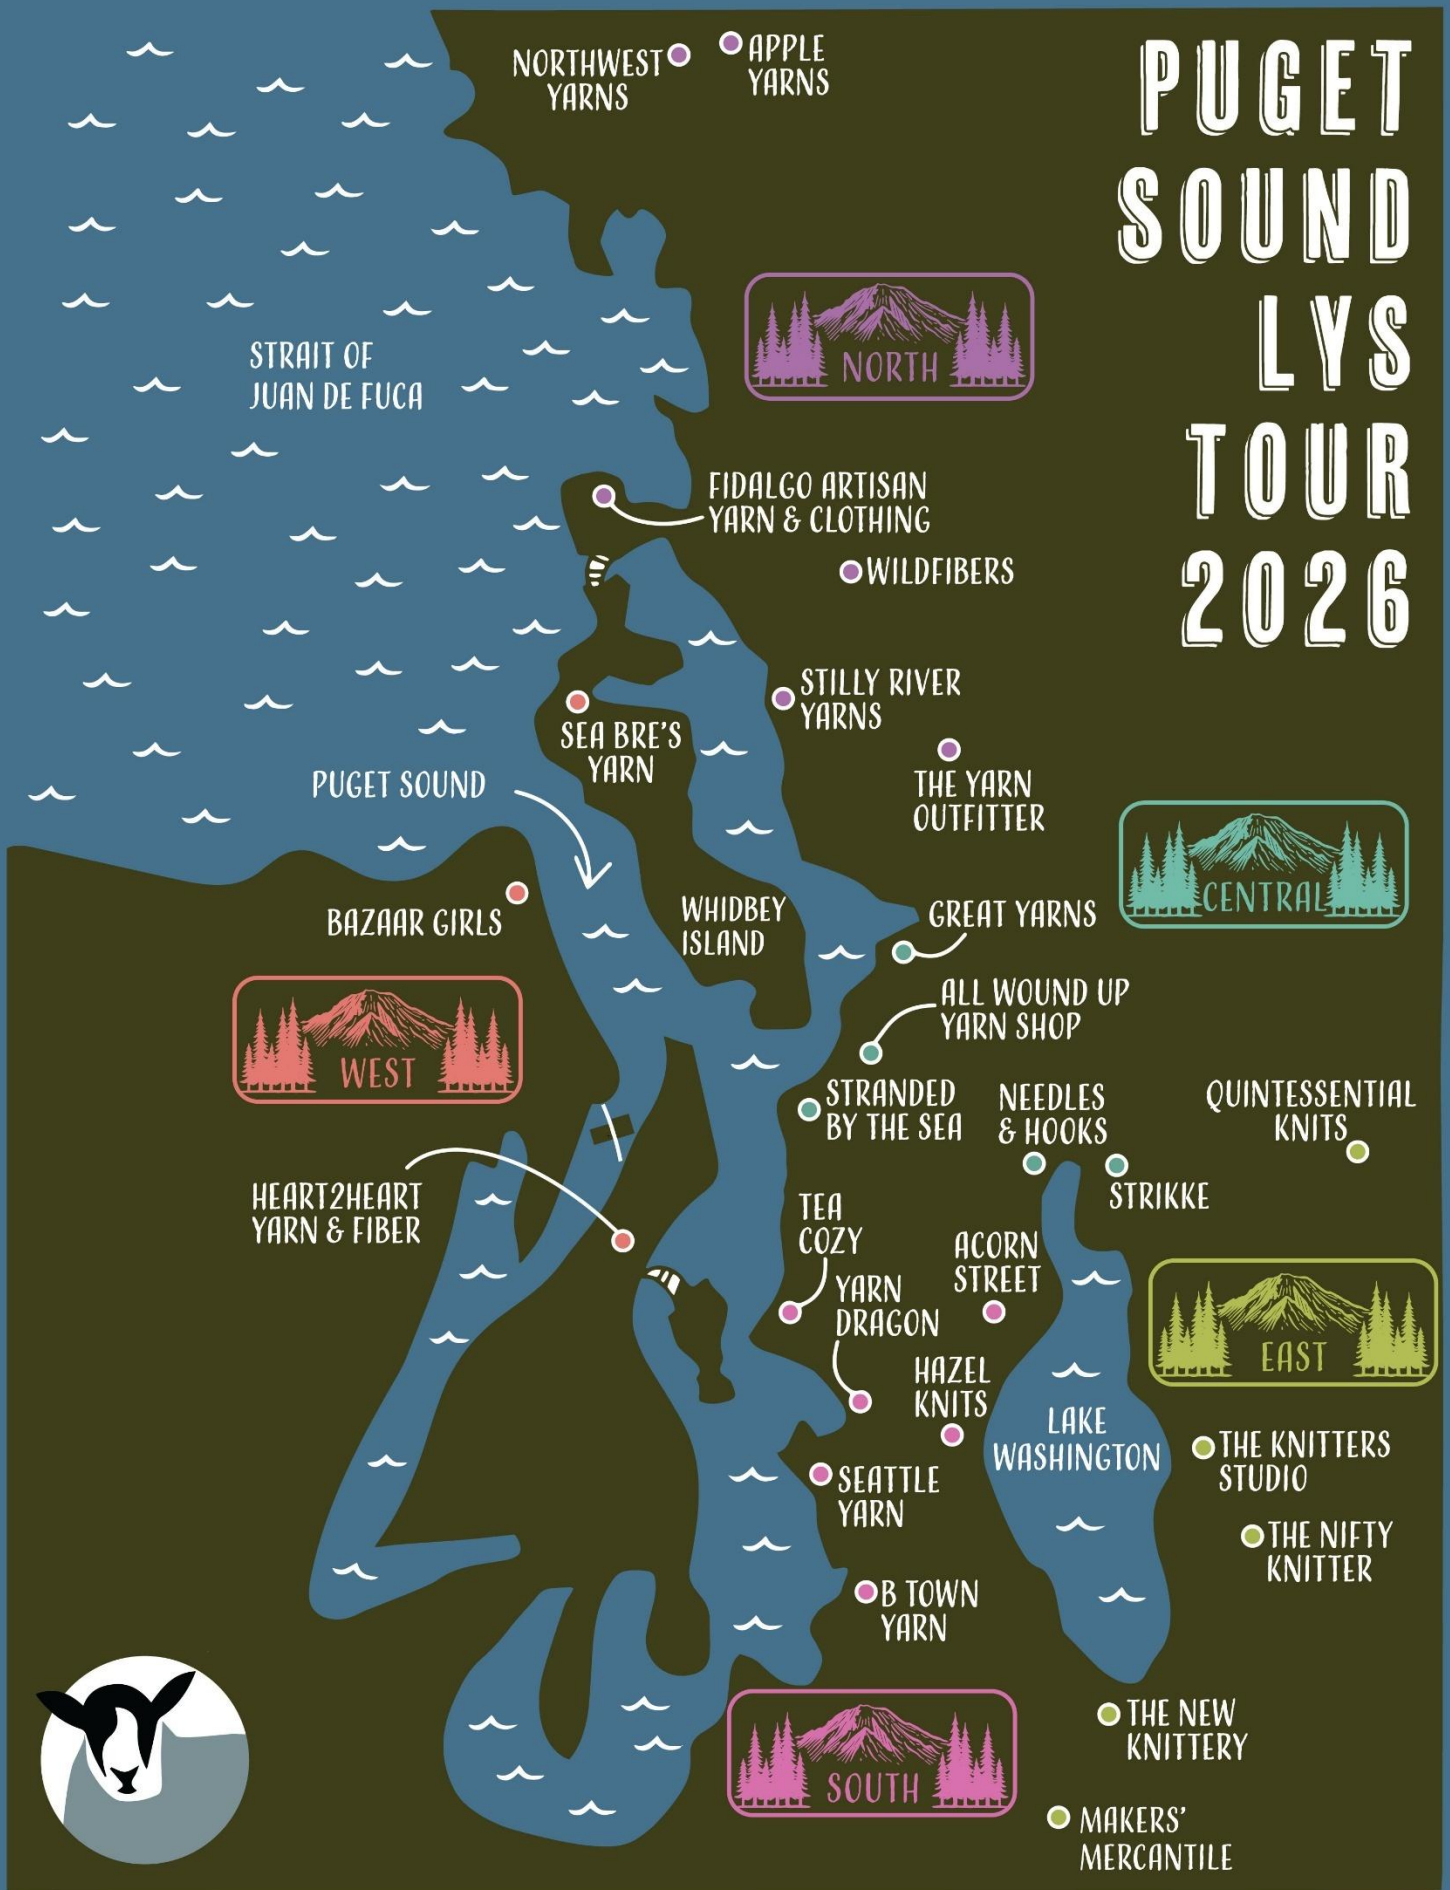 PUGET
SOUND
LYS
TOUR
2026
NORTHWEST
YARNS
APPLE
YARNS
NORTH
STRAIT OF
JUAN DE FUCA
FIDALGO ARTISAN
YARN & CLOTHING
WILDFIBERS
STILLY RIVER
YARNS
SEA BRE'S
YARN
THE YARN
OUTFITTER
PUGET SOUND
CENTRAL
BAZAAR GIRLS
WHIDBEY
ISLAND
GREAT YARNS
ALL WOUND UP
YARN SHOP
WEST
STRANDED
BY THE SEA
NEEDLES
& HOOKS
QUINTESSENTIAL
KNITS
STRIKKE
HEART2HEART
YARN & FIBER
TEA
COZY
ACORN
STREET
YARN
DRAGON
EAST
HAZEL
KNITS
LAKE
WASHINGTON
THE KNITTERS
STUDIO
SEATTLE
YARN
THE NIFTY
KNITTER
B TOWN
YARN
THE NEW
KNITTERY
SOUTH
MAKERS'
MERCANTILE